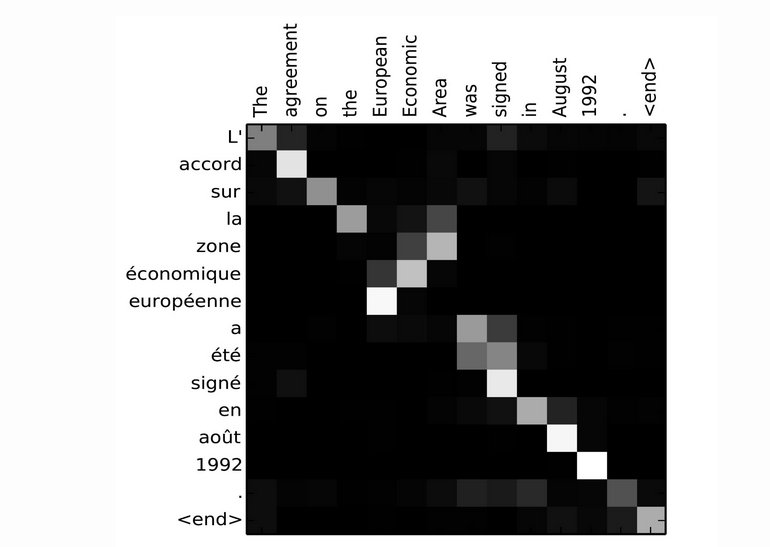 The agreement on the European Economic Area was signed in August 1992 . <end>
L'
accord
sur
la
zone
économique
européenne
a
été
signé
en
août
1992
.
<end>